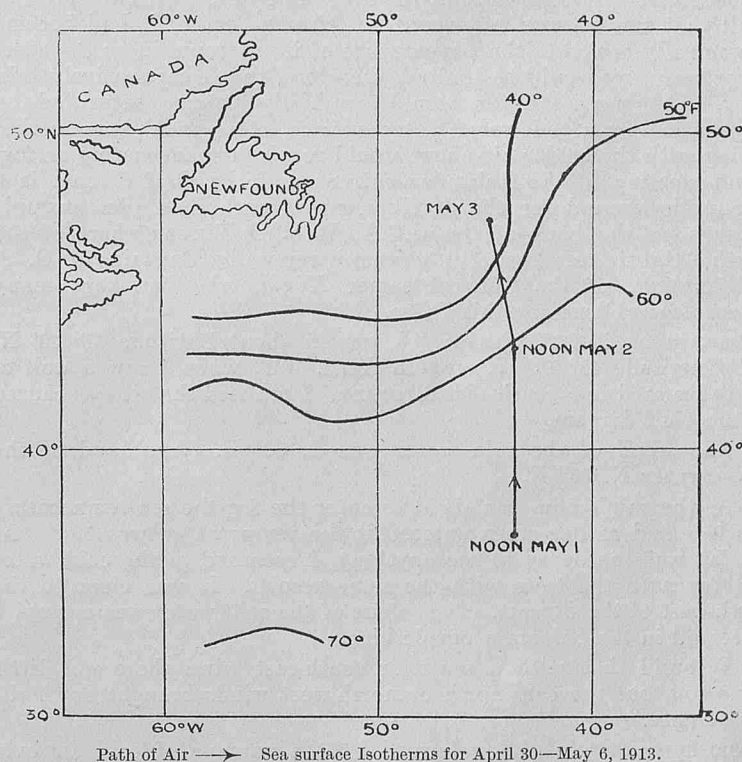 60°W 50° 40°
CANADA
40°
50°F
50°N
50°
NEWFOUND?
MAY 3
60°
NOON MAY 2
40°
40°
NOON MAY 1
70°
30°
50°
60°W 50° 40°
Path of Air ⟶ Sea surface Isotherms for April 30—May 6, 1913.